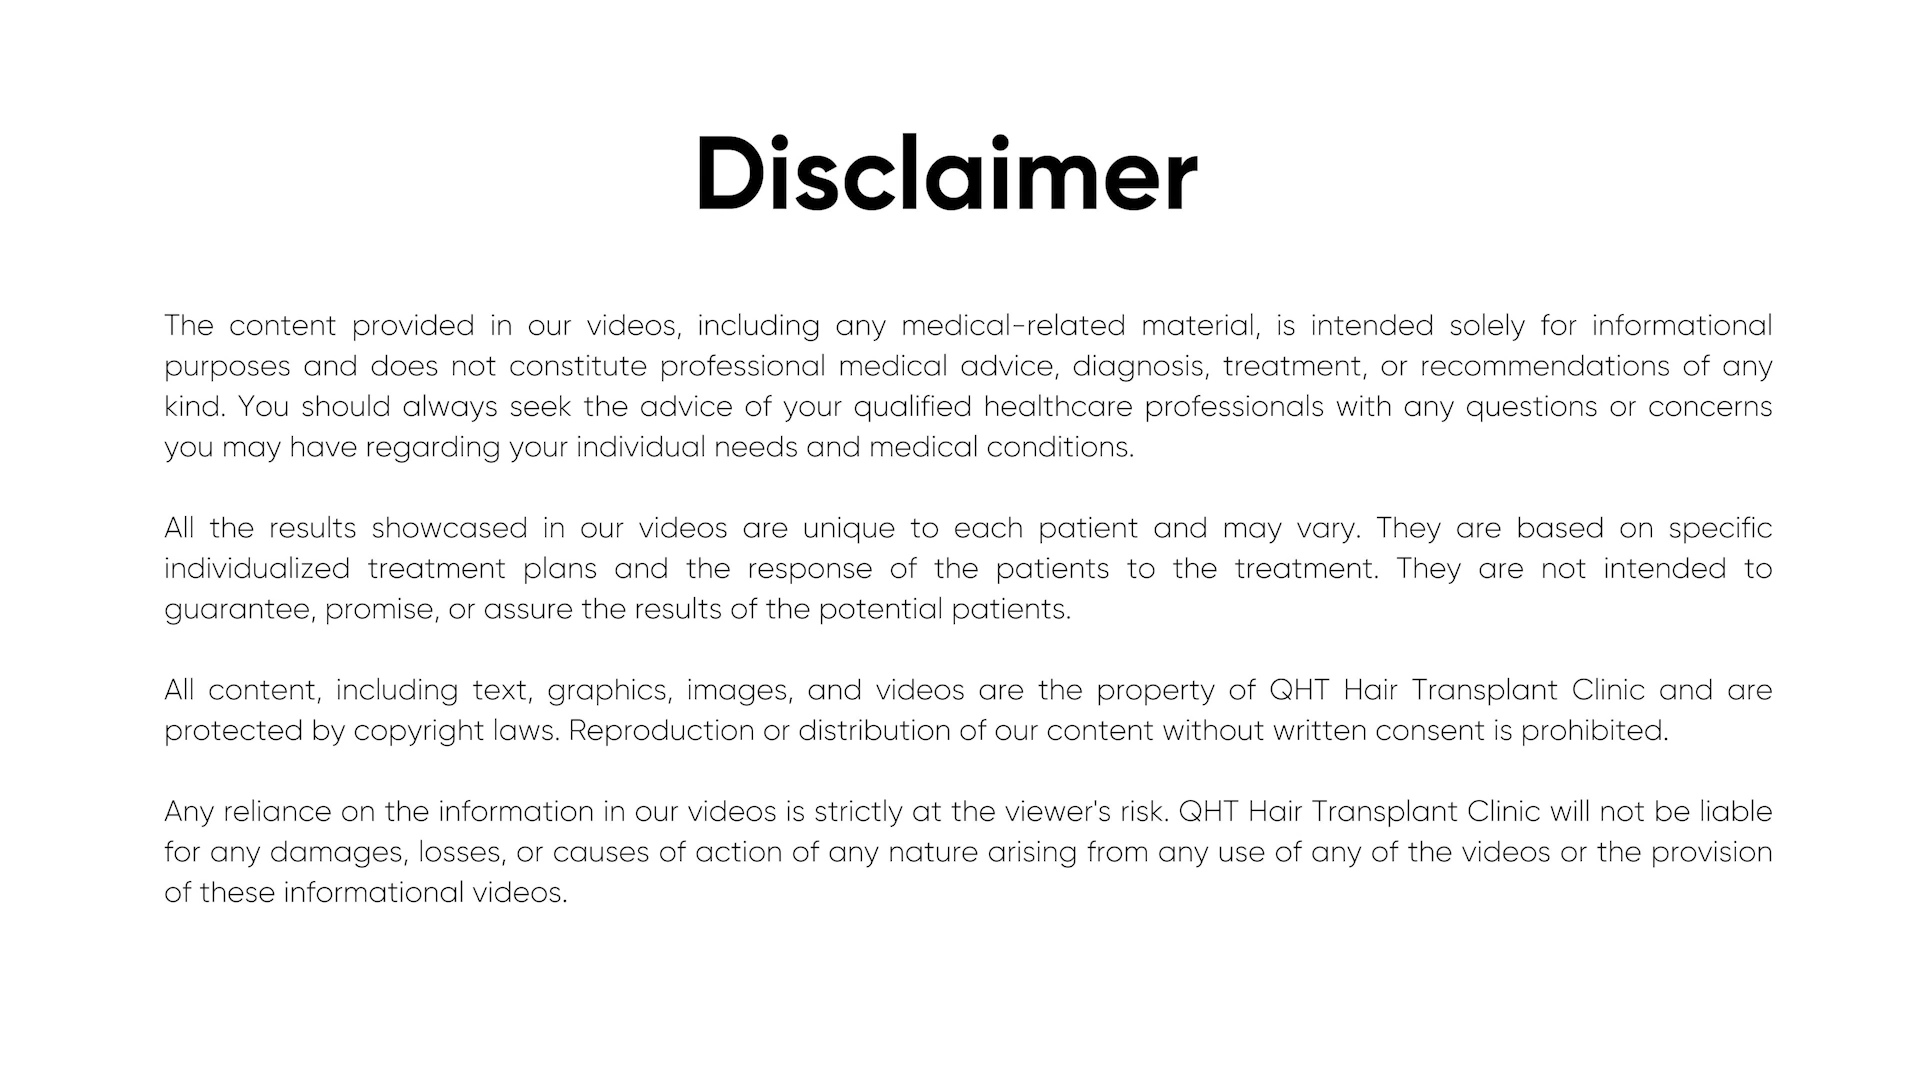 Disclaimer
The content provided in our videos, including any medical-related material, is intended solely for informational
purposes and does not constitute professional medical advice, diagnosis, treatment, or recommendations of any
kind. You should always seek the advice of your qualified healthcare professionals with any questions or concerns
you may have regarding your individual needs and medical conditions.
All the results showcased in our videos are unique to each patient and may vary. They are based on specific
individualized treatment plans and the response of the patients to the treatment. They are not intended to
guarantee, promise, or assure the results of the potential patients.
All content, including text, graphics, images, and videos are the property of QHT Hair Transplant Clinic and are
protected by copyright laws. Reproduction or distribution of our content without written consent is prohibited.
Any reliance on the information in our videos is strictly at the viewer's risk. QHT Hair Transplant Clinic will not be liable
for any damages, losses, or causes of action of any nature arising from any use of any of the videos or the provision
of these informational videos.